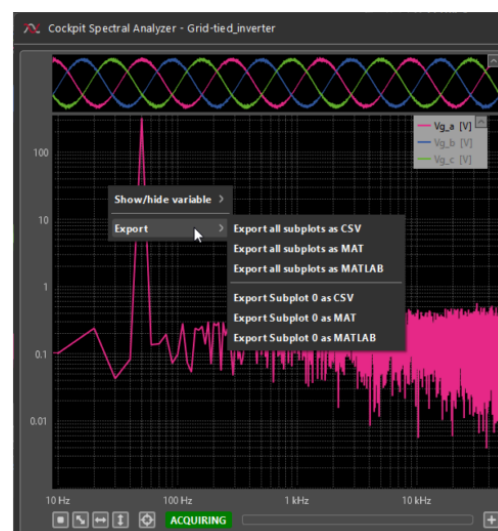 Cockpit Spectral Analyzer - Grid-tied_inverter
Vg_a [V]
Vg_b [V]
Vg_c [V]
100
10
1
0.1
0.01
Show/hide variable
Export
Export all subplots as CSV
Export all subplots as MAT
Export all subplots as MATLAB
Export Subplot 0 as CSV
Export Subplot 0 as MAT
Export Subplot 0 as MATLAB
10 Hz 100 Hz 1 kHz 10 kHz
ACQUIRING